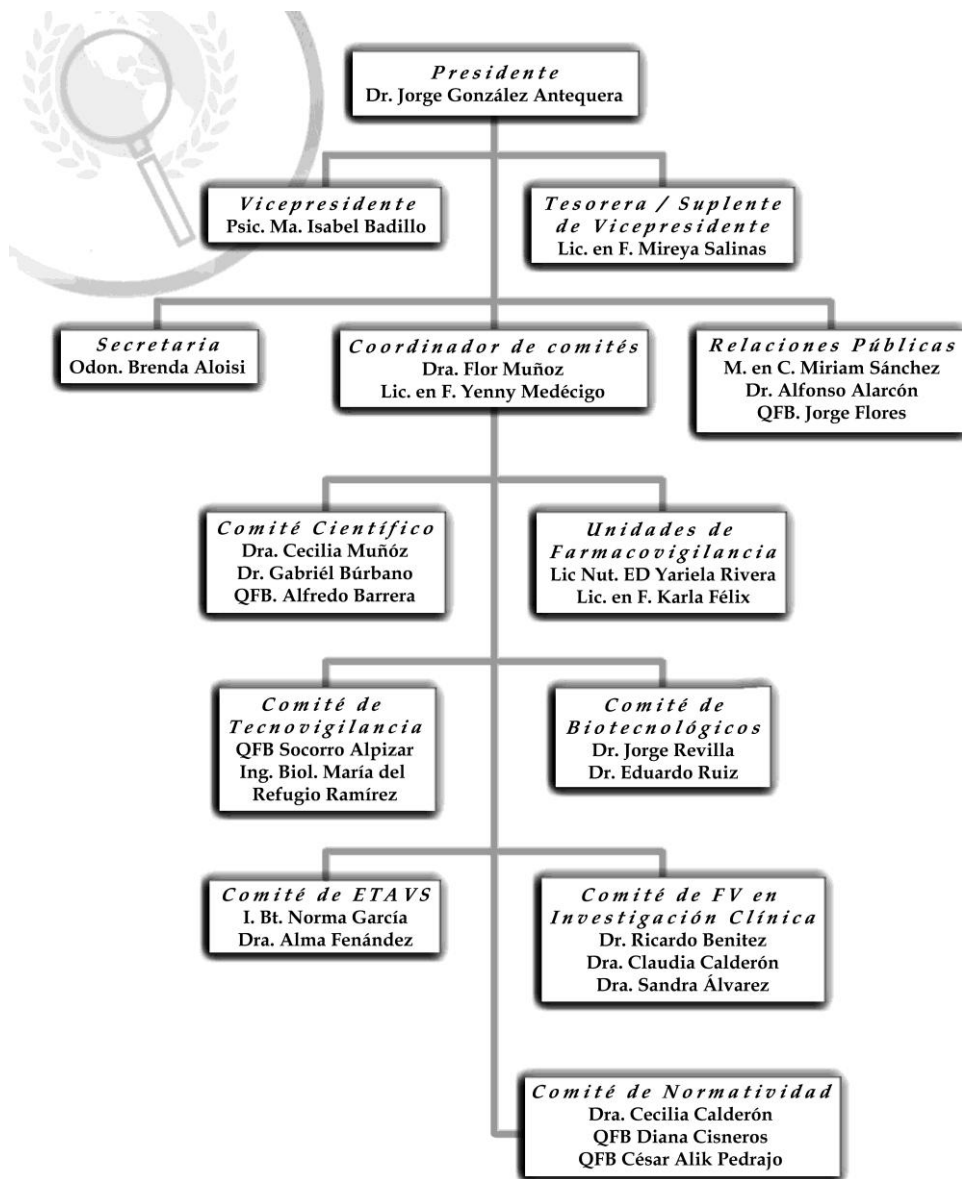 Presidente
Dr. Jorge González Antequera
Vicepresidente
Psic. Ma. Isabel Badillo
Tesorera / Suplente
de Vicepresidente
Lic. en F. Mireya Salinas
Secretaria
Odon. Brenda Aloisi
Coordinador de comités
Dra. Flor Muñoz
Lic. en F. Yenny Medécigo
Relaciones Públicas
M. en C. Miriam Sánchez
Dr. Alfonso Alarcón
QFB. Jorge Flores
Comité Científico
Dra. Cecilia Muñóz
Dr. Gabriél Búrbano
QFB. Alfredo Barrera
Unidades de
Farmacovigilancia
Lic Nut. ED Yariela Rivera
Lic. en F. Karla Félix
Comité de
Tecnovigilancia
QFB Socorro Alpizar
Ing. Biol. María del
Refugio Ramírez
Comité de
Biotecnológicos
Dr. Jorge Revilla
Dr. Eduardo Ruiz
Comité de ETAVS
I. Bt. Norma García
Dra. Alma Fenández
Comité de FV en
Investigación Clínica
Dr. Ricardo Benitez
Dra. Claudia Calderón
Dra. Sandra Álvarez
Comité de Normatividad
Dra. Cecilia Calderón
QFB Diana Cisneros
QFB César Alik Pedrajo